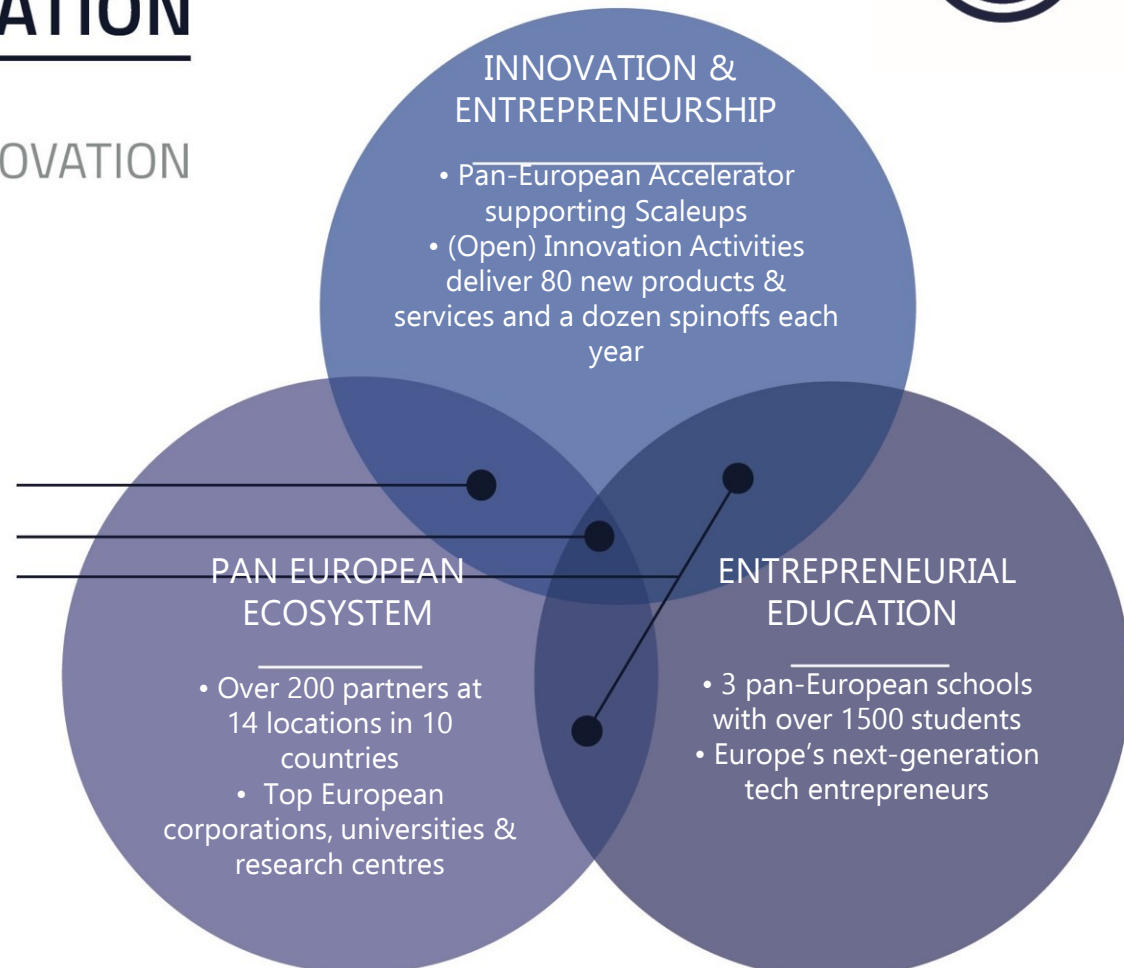 ATION
OVATION
INNOVATION &
ENTREPRENEURSHIP
• Pan-European Accelerator
supporting Scaleups
• (Open) Innovation Activities
deliver 80 new products &
services and a dozen spinoffs each
year
PAN EUROPEAN
ECOSYSTEM
• Over 200 partners at
14 locations in 10
countries
• Top European
corporations, universities &
research centres
ENTREPRENEURIAL
EDUCATION
• 3 pan-European schools
with over 1500 students
• Europe’s next-generation
tech entrepreneurs